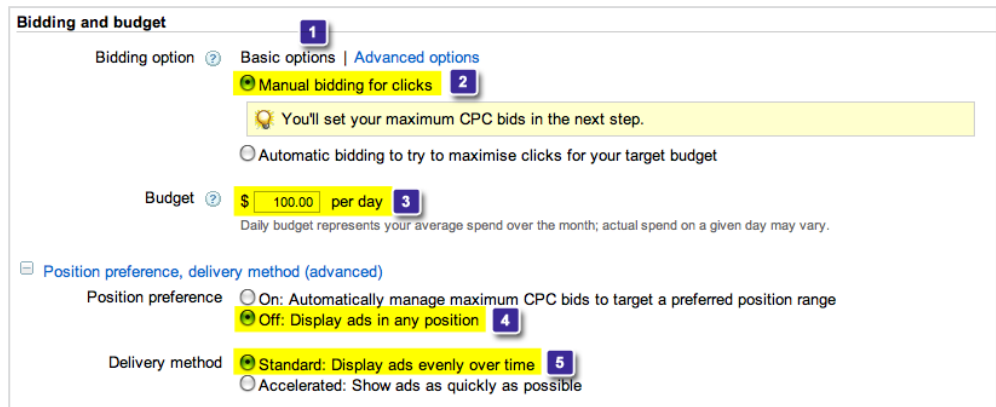 Bidding and budget
1
Bidding option ? Basic options | Advanced options
Manual bidding for clicks 2
You'll set your maximum CPC bids in the next step.
Automatic bidding to try to maximise clicks for your target budget
Budget ? $ 100.00 per day 3
Daily budget represents your average spend over the month; actual spend on a given day may vary.
Position preference, delivery method (advanced)
Position preference On: Automatically manage maximum CPC bids to target a preferred position range
Off: Display ads in any position 4
Delivery method Standard: Display ads evenly over time 5
Accelerated: Show ads as quickly as possible